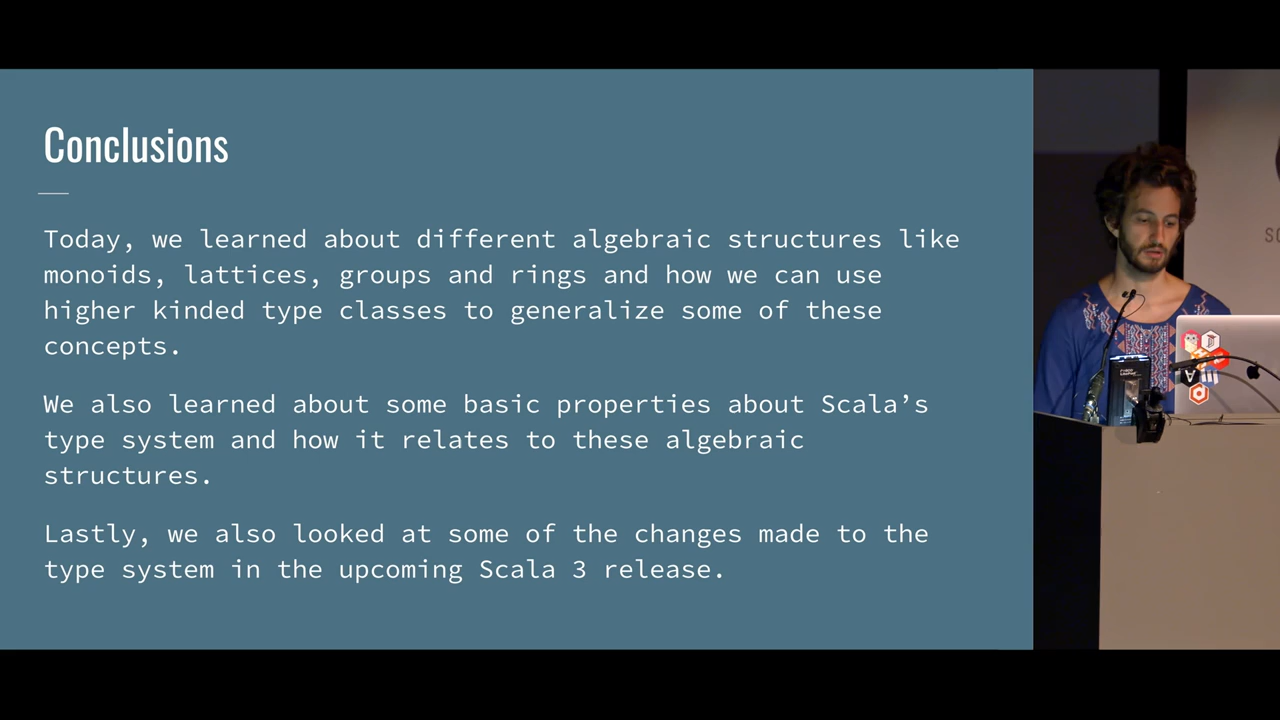 Conclusions
Today, we learned about different algebraic structures like
monoids, lattices, groups and rings and how we can use
higher kinded type classes to generalize some of these
concepts.
We also learned about some basic properties about Scala’s
type system and how it relates to these algebraic
structures.
Lastly, we also looked at some of the changes made to the
type system in the upcoming Scala 3 release.